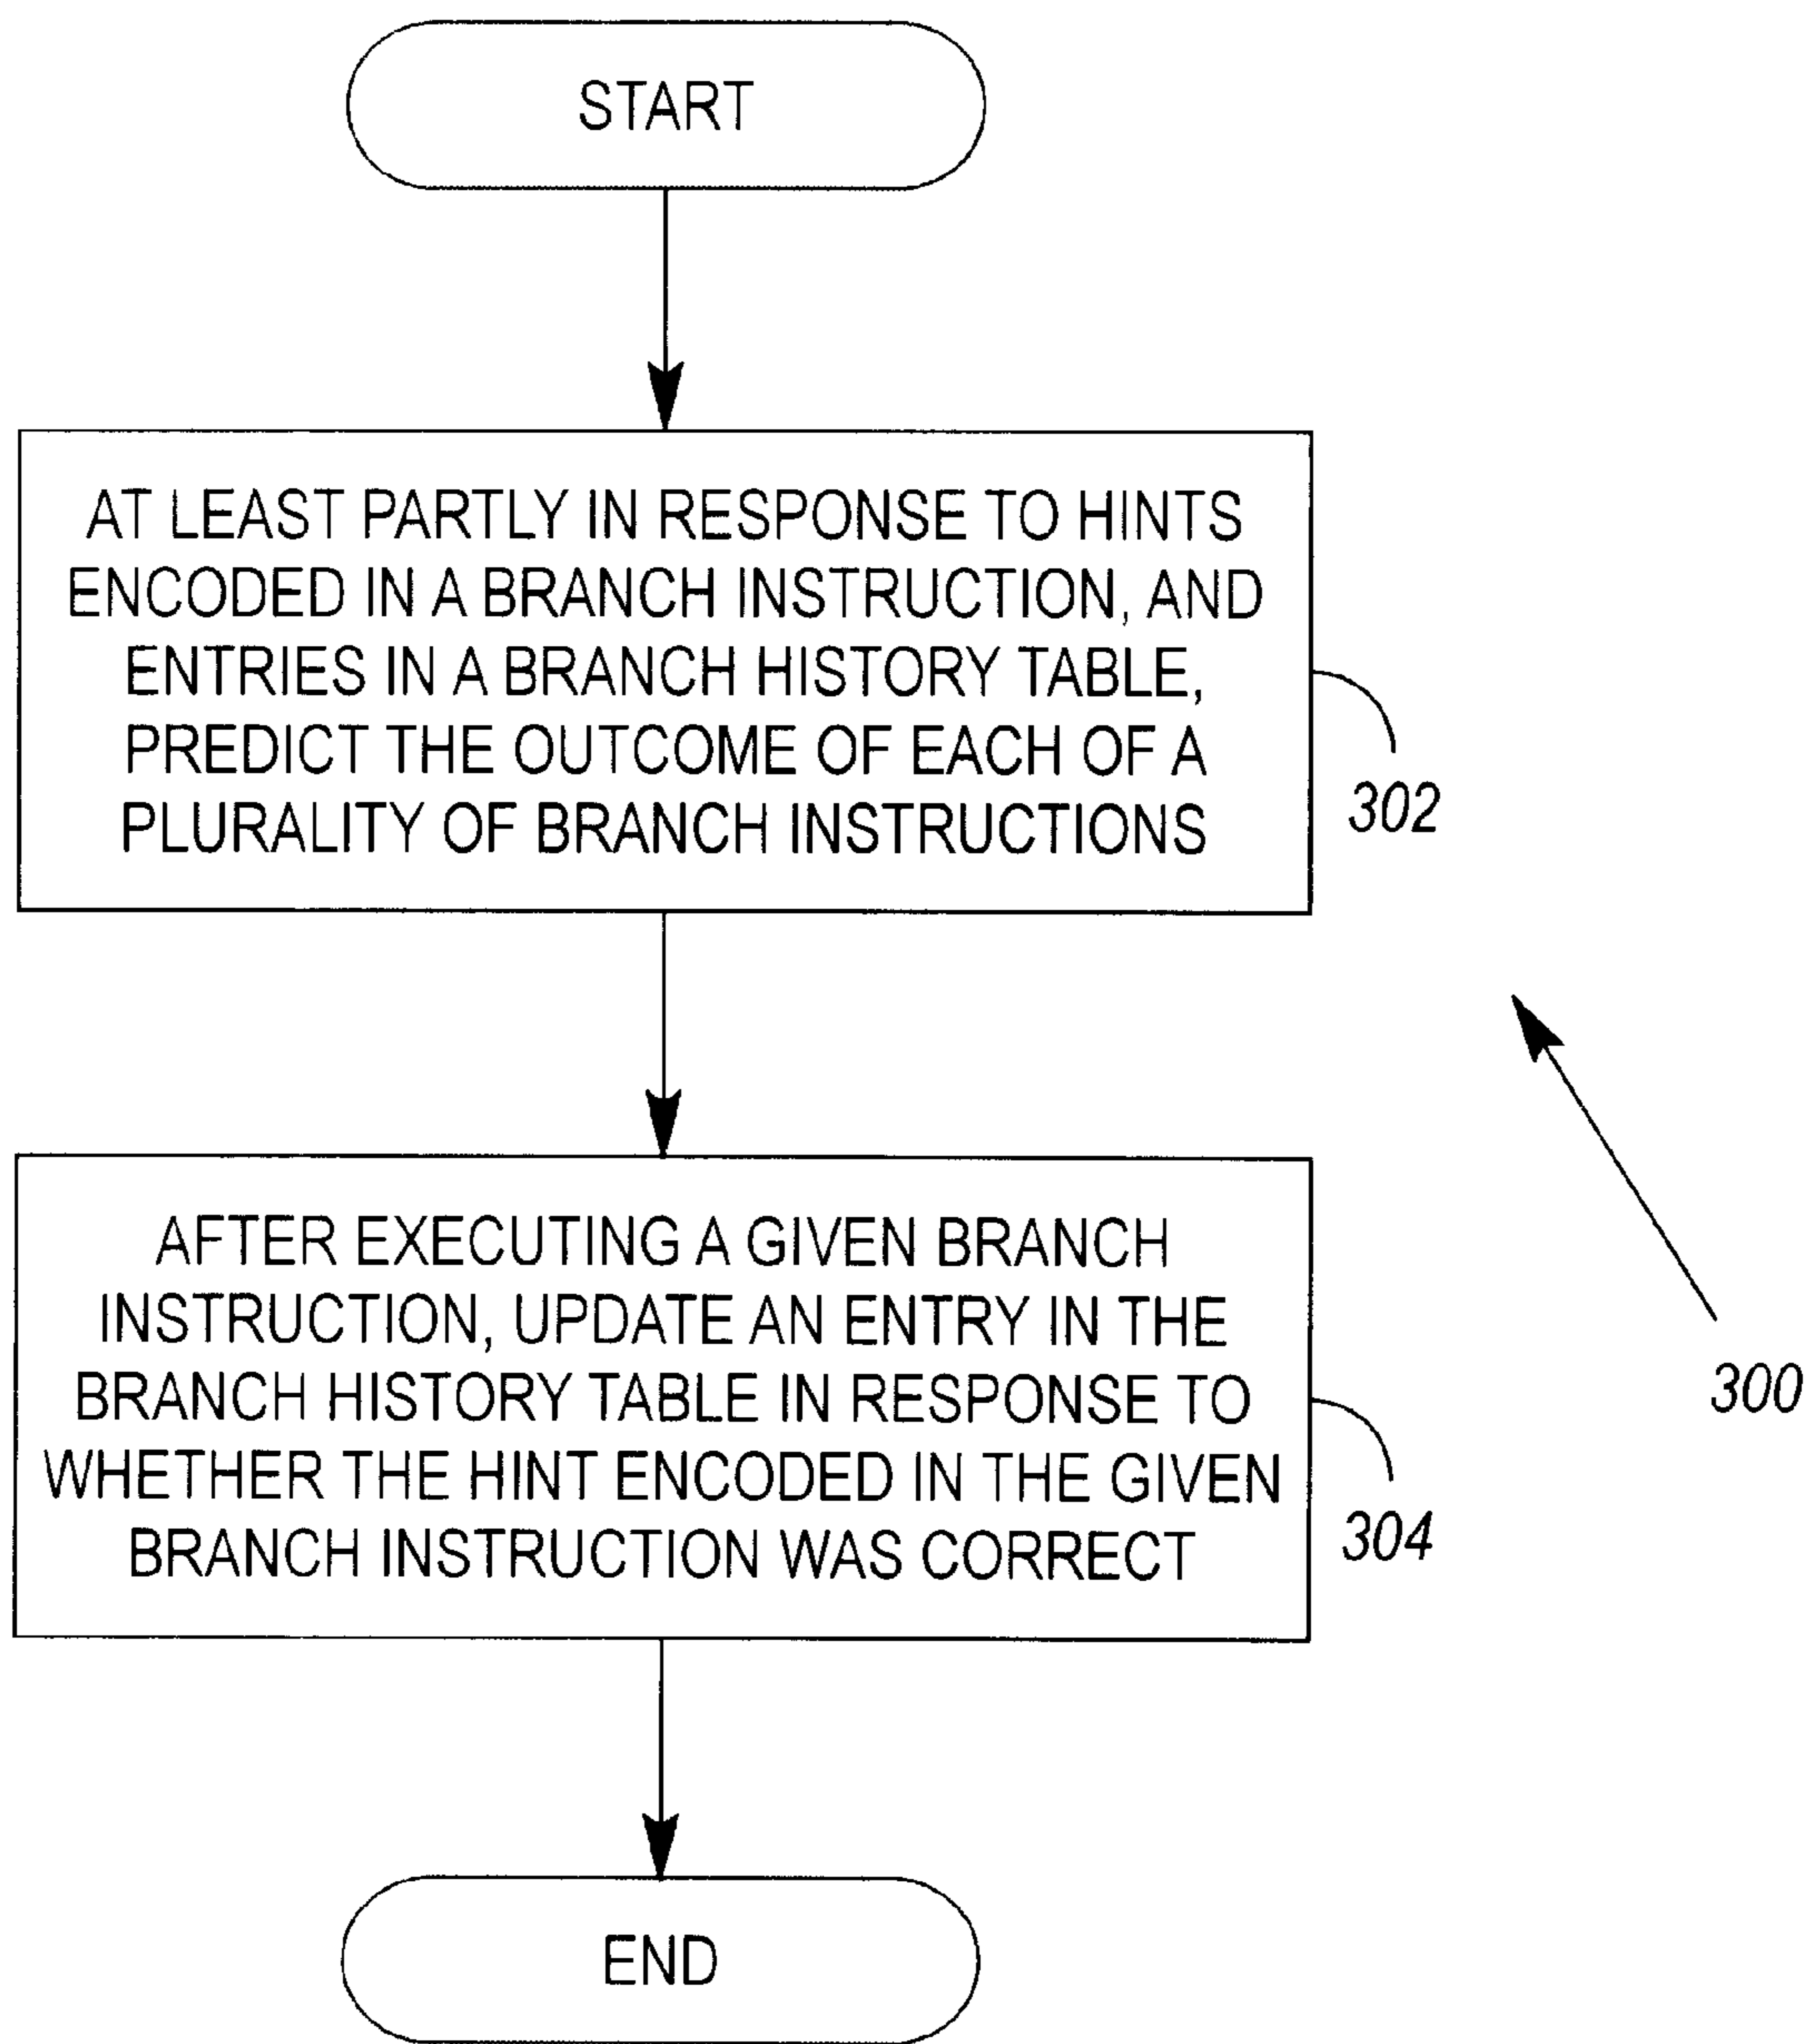 START
AT LEAST PARTLY IN RESPONSE TO HINTS
ENCODED IN A BRANCH INSTRUCTION, AND
ENTRIES IN A BRANCH HISTORY TABLE,
PREDICT THE OUTCOME OF EACH OF A
PLURALITY OF BRANCH INSTRUCTIONS
302
AFTER EXECUTING A GIVEN BRANCH
INSTRUCTION, UPDATE AN ENTRY IN THE
BRANCH HISTORY TABLE IN RESPONSE TO
WHETHER THE HINT ENCODED IN THE GIVEN
BRANCH INSTRUCTION WAS CORRECT
300
304
END